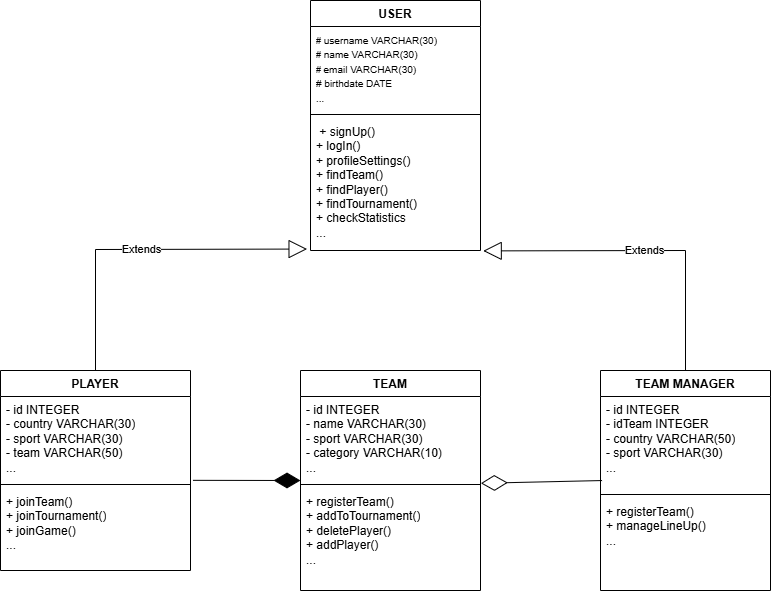 USER
# username VARCHAR(30)
# name VARCHAR(30)
# email VARCHAR(30)
# birthdate DATE
...
+ signUp()
+ logIn()
+ profileSettings()
+ findTeam()
+ findPlayer()
+ findTournament()
+ checkStatistics
...
Extends
Extends
PLAYER
- id INTEGER
- country VARCHAR(30)
- sport VARCHAR(30)
- team VARCHAR(50)
...
+ joinTeam()
+ joinTournament()
+ joinGame()
...
TEAM
- id INTEGER
- name VARCHAR(30)
- sport VARCHAR(30)
- category VARCHAR(10)
...
+ registerTeam()
+ addToTournament()
+ deletePlayer()
+ addPlayer()
...
TEAM MANAGER
- id INTEGER
- idTeam INTEGER
- country VARCHAR(50)
- sport VARCHAR(30)
...
+ registerTeam()
+ manageLineUp()
...